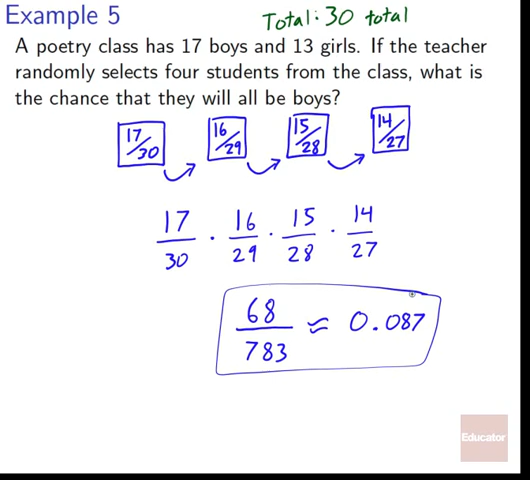 Example 5
Total: 30 total
A poetry class has 17 boys and 13 girls. If the teacher
randomly selects four students from the class, what is
the chance that they will all be boys?
17/30 16/29 15/28 14/27
17/30 · 16/29 · 15/28 · 14/27
68/783 ≈ 0.087
Educator